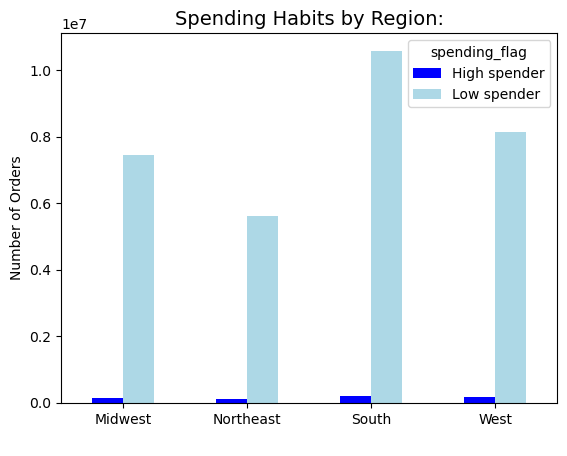 Spending Habits by Region:
1e7
spending_flag
High spender
Low spender
1.0
0.8
0.6
0.4
0.2
0.0
Number of Orders
Midwest Northeast South West